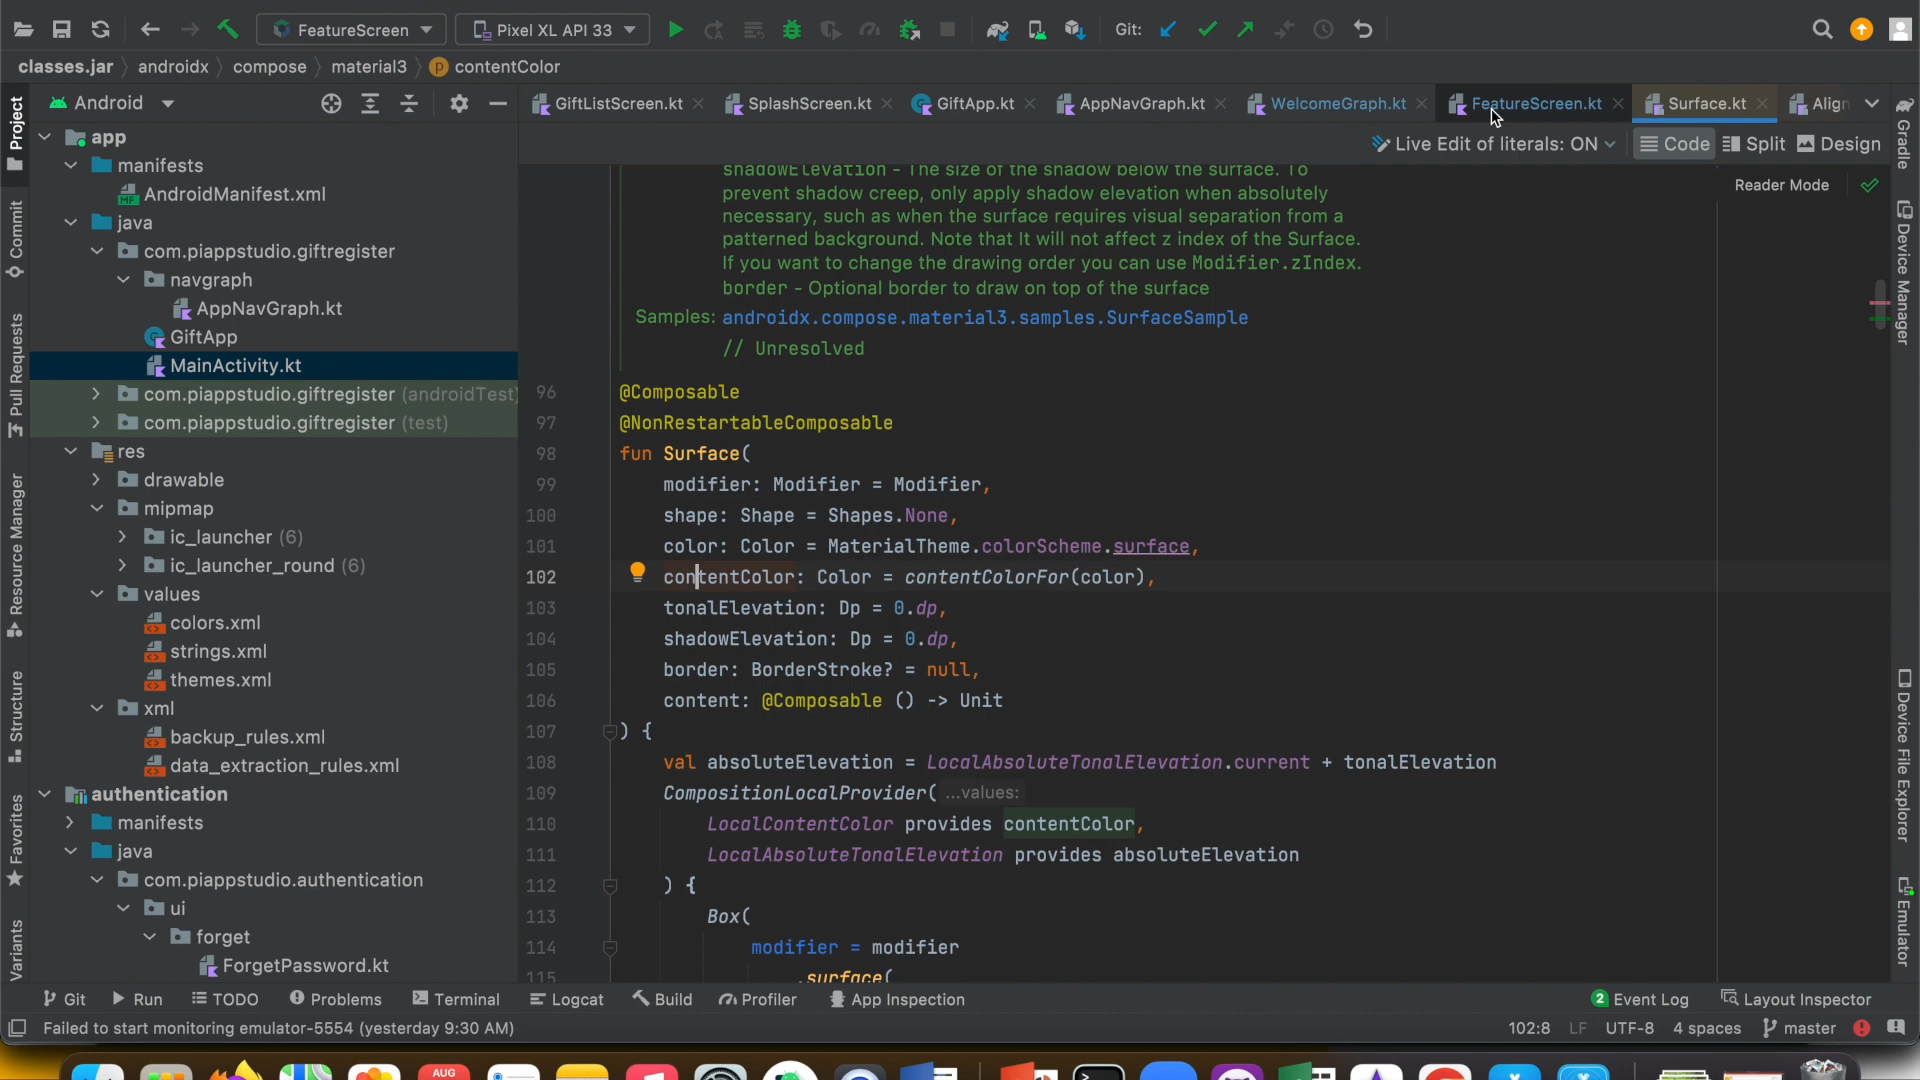 FeatureScreen
Pixel XL API 33
Git:
classes.jar
androidx
compose
material3
p
contentColor
Android
GiftListScreen.kt
SplashScreen.kt
GiftApp.kt
AppNavGraph.kt
WelcomeGraph.kt
FeatureScreen.kt
Surface.kt
Align
Live Edit of literals: ON
Code
Split
Design
Reader Mode
Project
Commit
Pull Requests
Resource Manager
Structure
Favorites
Variants
app
manifests
AndroidManifest.xml
java
com.piappstudio.giftregister
navgraph
AppNavGraph.kt
GiftApp
MainActivity.kt
com.piappstudio.giftregister (androidTest)
com.piappstudio.giftregister (test)
res
drawable
mipmap
ic_launcher (6)
ic_launcher_round (6)
values
colors.xml
strings.xml
themes.xml
xml
backup_rules.xml
data_extraction_rules.xml
authentication
manifests
java
com.piappstudio.authentication
ui
forget
ForgetPassword.kt
shadowElevation - The size of the shadow below the surface. To
prevent shadow creep, only apply shadow elevation when absolutely
necessary, such as when the surface requires visual separation from a
patterned background. Note that It will not affect z index of the Surface.
If you want to change the drawing order you can use Modifier.zIndex.
border - Optional border to draw on top of the surface
Samples: androidx.compose.material3.samples.SurfaceSample
// Unresolved
96 @Composable
97 @NonRestartableComposable
98 fun Surface(
99 modifier: Modifier = Modifier,
100 shape: Shape = Shapes.None,
101 color: Color = MaterialTheme.colorScheme.surface,
102 contentColor: Color = contentColorFor(color),
103 tonalElevation: Dp = 0.dp,
104 shadowElevation: Dp = 0.dp,
105 border: BorderStroke? = null,
106 content: @Composable () -> Unit
107 ) {
108 val absoluteElevation = LocalAbsoluteTonalElevation.current + tonalElevation
109 CompositionLocalProvider( ...values:
110 LocalContentColor provides contentColor,
111 LocalAbsoluteTonalElevation provides absoluteElevation
112 ) {
113 Box(
114 modifier = modifier
115 .surface(
Gradle
Device Manager
Device File Explorer
Emulator
Git
Run
TODO
Problems
Terminal
Logcat
Build
Profiler
App Inspection
2 Event Log
Layout Inspector
Failed to start monitoring emulator-5554 (yesterday 9:30 AM)
102:8
LF
UTF-8
4 spaces
master
AUG